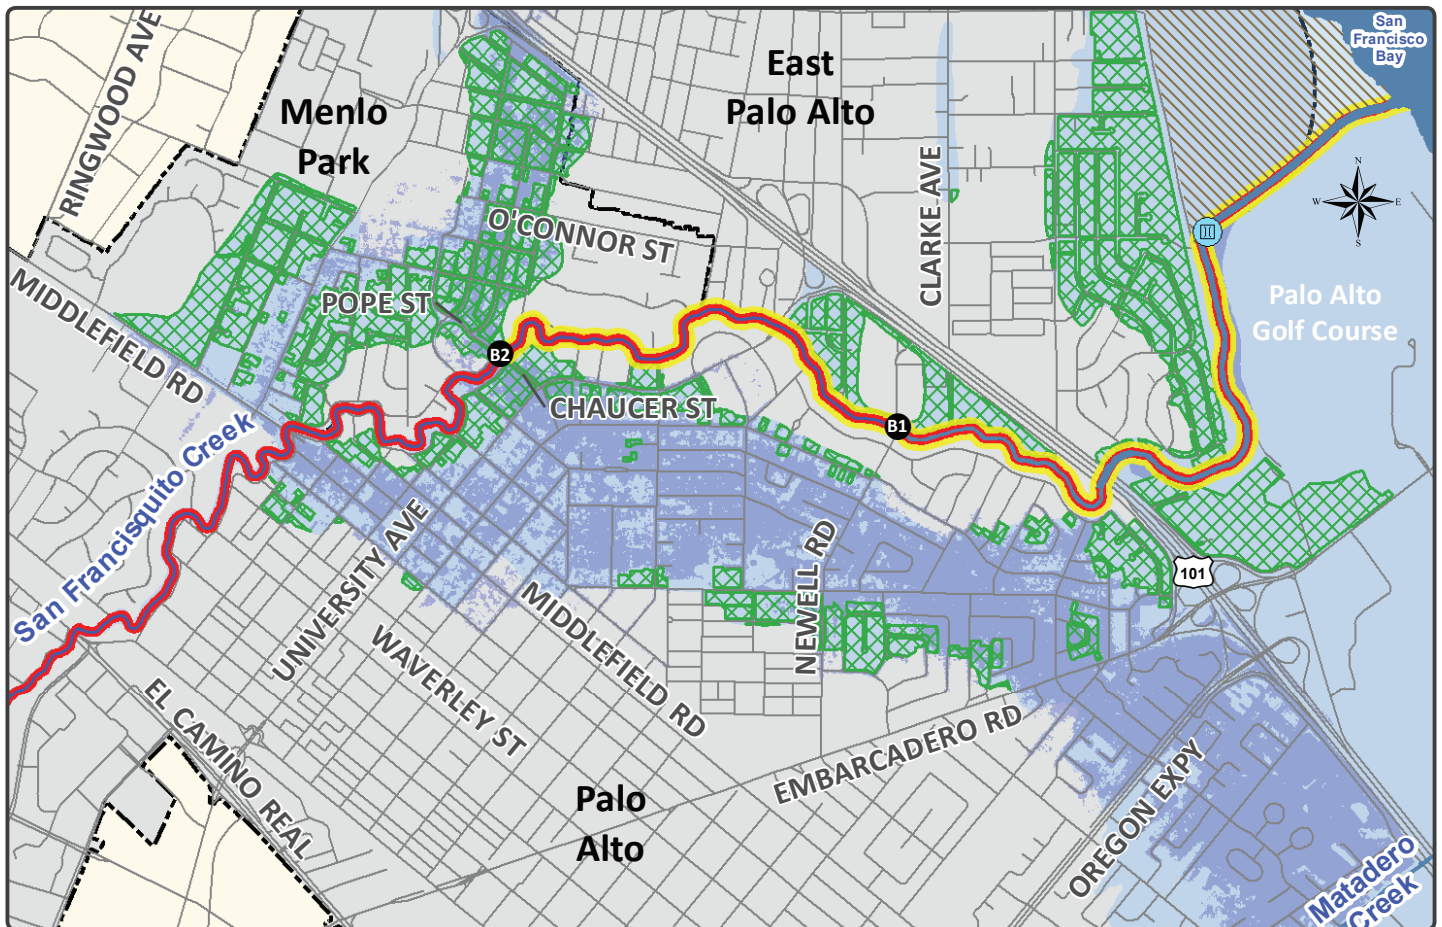 San
Francisco
Bay
RINGWOOD AVE
Menlo
Park
East
Palo Alto
CLARKE AVE
N
W
E
S
O'CONNOR ST
POPE ST
MIDDLEFIELD RD
Palo Alto
Golf Course
B2
CHAUCER ST
B1
San Francisquito Creek
UNIVERSITY AVE
NEWELL RD
101
MIDDLEFIELD RD
WAVERLEY ST
EL CAMINO REAL
EMBARCADERO RD
OREGON EXPY
Palo
Alto
Matadero
Creek